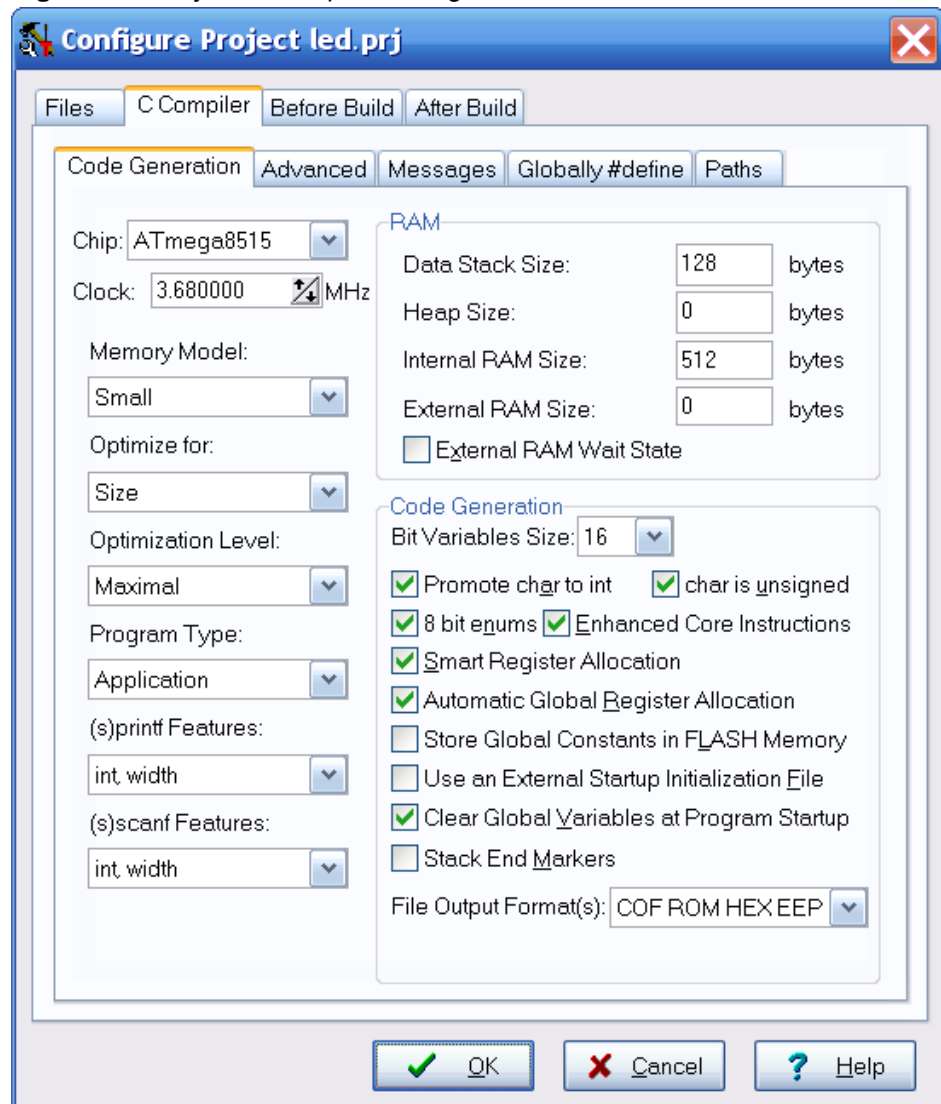 Configure Project led.prj
Files C Compiler Before Build After Build
Code Generation Advanced Messages Globally #define Paths
Chip: ATmega8515
Clock: 3.680000 MHz
Memory Model:
Small
Optimize for:
Size
Optimization Level:
Maximal
Program Type:
Application
(s)printf Features:
int, width
(s)scanf Features:
int, width
RAM
Data Stack Size: 128 bytes
Heap Size: 0 bytes
Internal RAM Size: 512 bytes
External RAM Size: 0 bytes
External RAM Wait State
Code Generation
Bit Variables Size: 16
Promote char to int char is unsigned
8 bit enums Enhanced Core Instructions
Smart Register Allocation
Automatic Global Register Allocation
Store Global Constants in FLASH Memory
Use an External Startup Initialization File
Clear Global Variables at Program Startup
Stack End Markers
File Output Format(s): COF ROM HEX EEP
OK Cancel Help